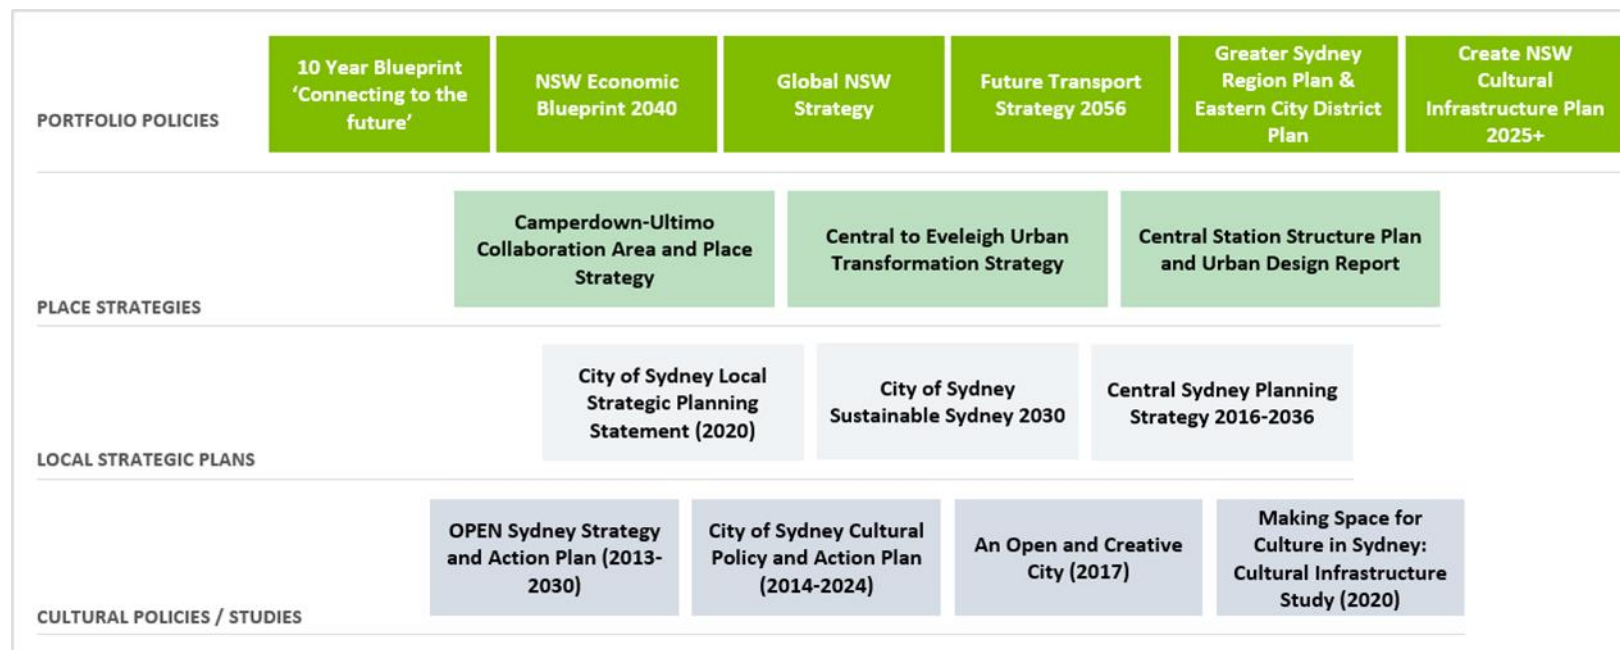 PORTFOLIO POLICIES
10 Year Blueprint
‘Connecting to the
future’
NSW Economic
Blueprint 2040
Global NSW
Strategy
Future Transport
Strategy 2056
Greater Sydney
Region Plan &
Eastern City District
Plan
Create NSW
Cultural
Infrastructure Plan
2025+
PLACE STRATEGIES
Camperdown-Ultimo
Collaboration Area and Place
Strategy
Central to Eveleigh Urban
Transformation Strategy
Central Station Structure Plan
and Urban Design Report
LOCAL STRATEGIC PLANS
City of Sydney Local
Strategic Planning
Statement (2020)
City of Sydney
Sustainable Sydney 2030
Central Sydney Planning
Strategy 2016-2036
CULTURAL POLICIES / STUDIES
OPEN Sydney Strategy
and Action Plan (2013-
2030)
City of Sydney Cultural
Policy and Action Plan
(2014-2024)
An Open and Creative
City (2017)
Making Space for
Culture in Sydney:
Cultural Infrastructure
Study (2020)